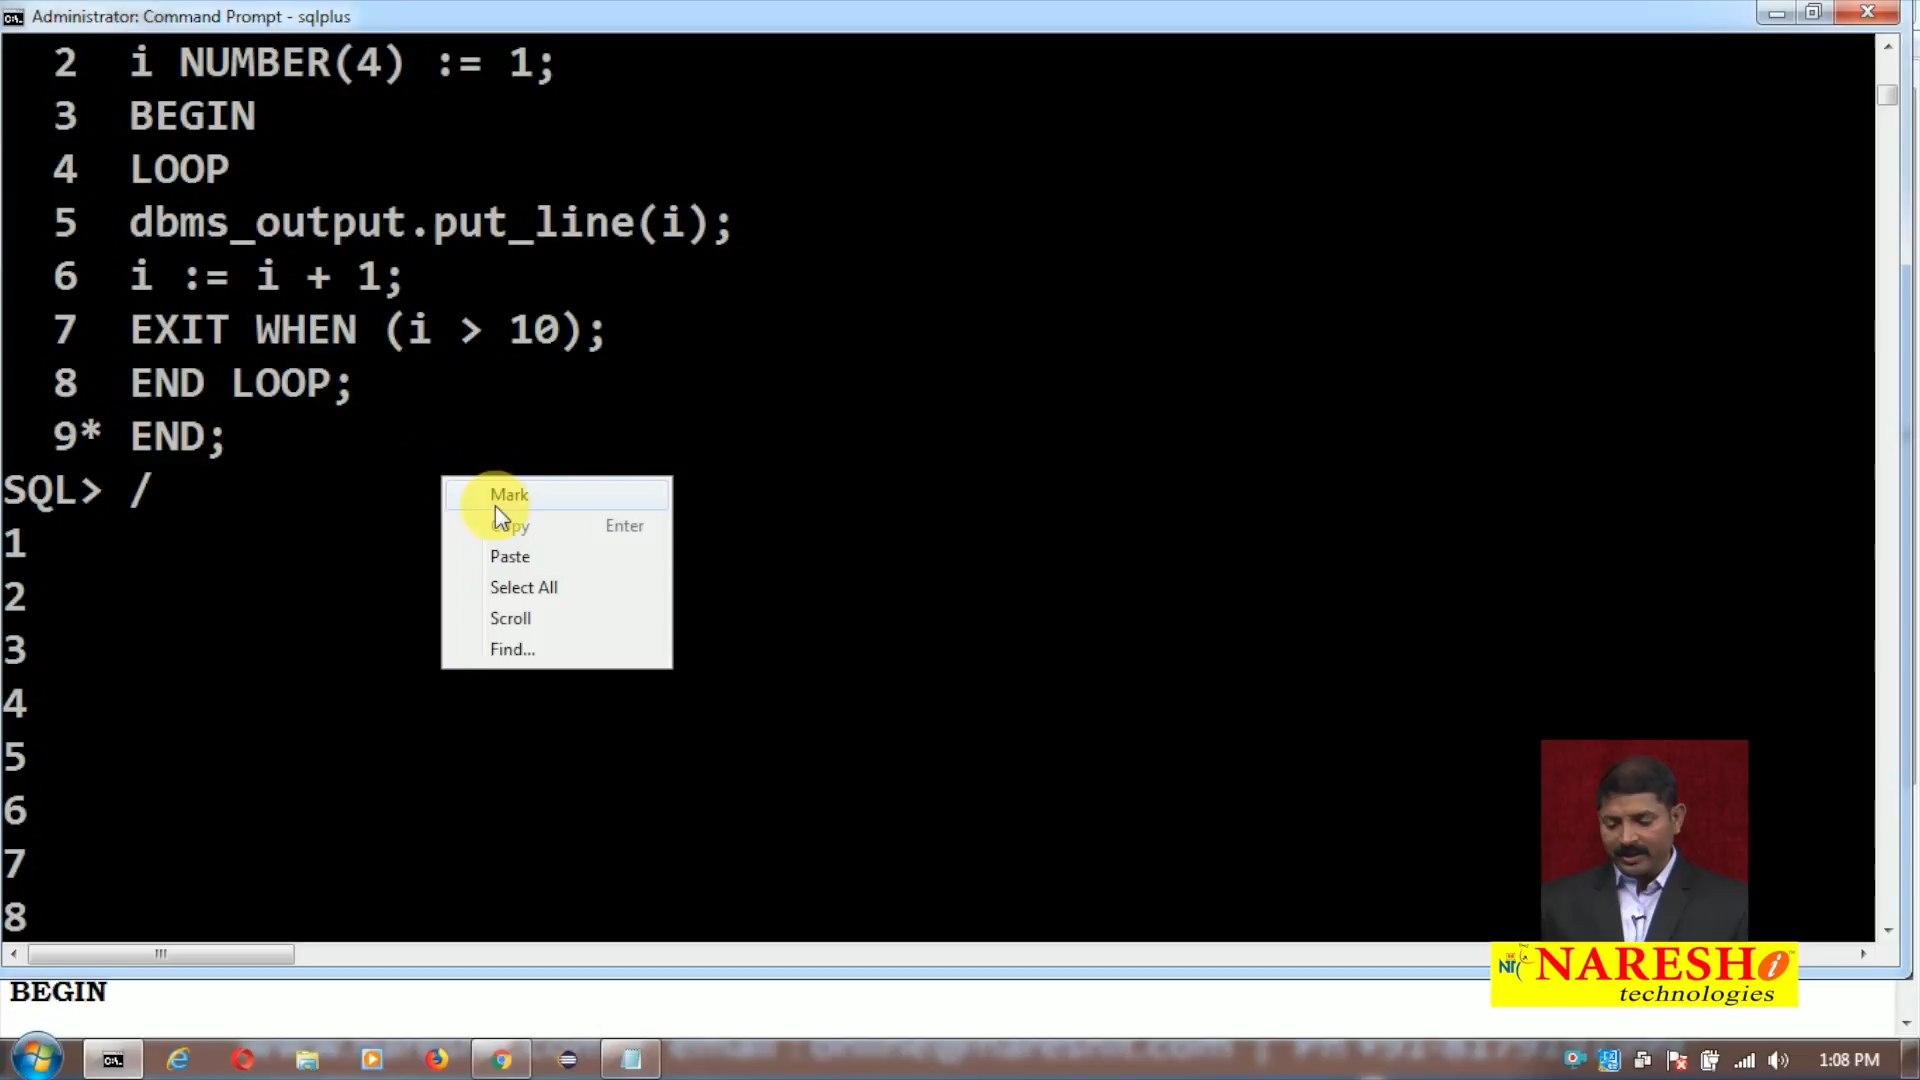 Administrator: Command Prompt - sqlplus
2 i NUMBER(4) := 1;
3 BEGIN
4 LOOP
5 dbms_output.put_line(i);
6 i := i + 1;
7 EXIT WHEN (i > 10);
8 END LOOP;
9* END;
SQL> /
1
2
3
4
5
6
7
8
Mark
Copy Enter
Paste
Select All
Scroll
Find...
NARESH i
technologies
BEGIN
1:08 PM